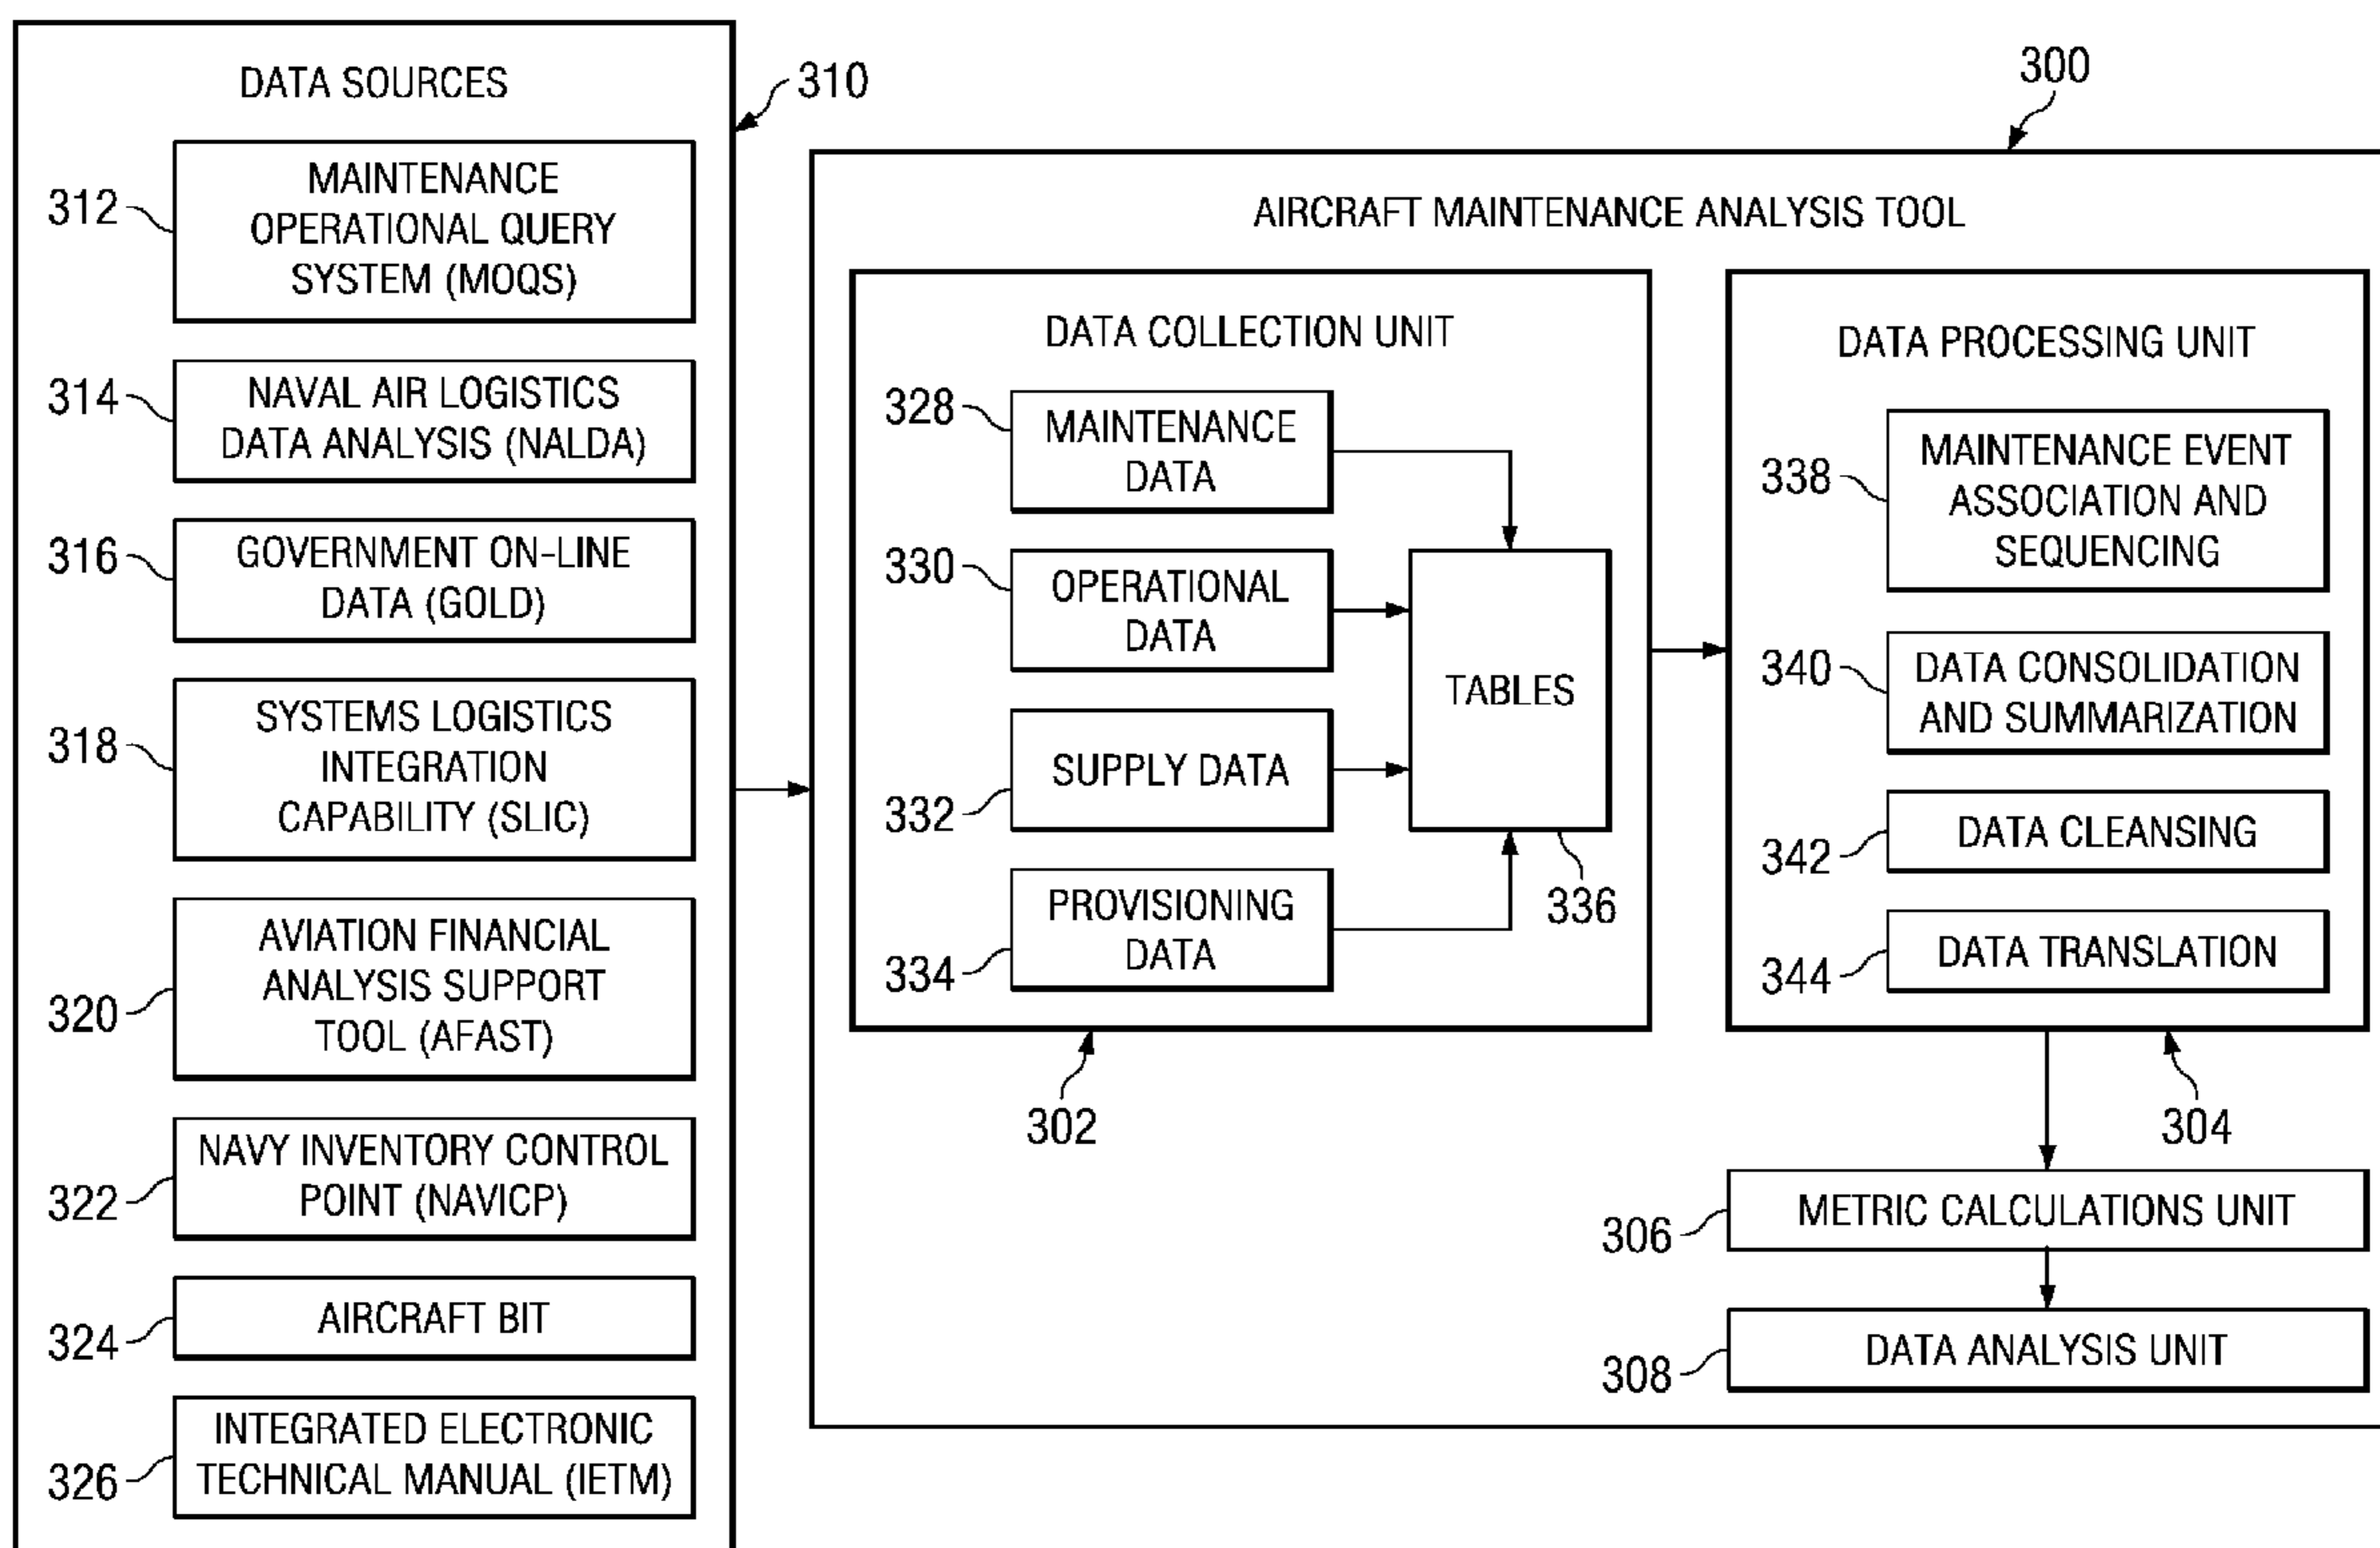 DATA SOURCES
310
312
MAINTENANCE
OPERATIONAL QUERY
SYSTEM (MOQS)
314
NAVAL AIR LOGISTICS
DATA ANALYSIS (NALDA)
316
GOVERNMENT ON-LINE
DATA (GOLD)
318
SYSTEMS LOGISTICS
INTEGRATION
CAPABILITY (SLIC)
320
AVIATION FINANCIAL
ANALYSIS SUPPORT
TOOL (AFAST)
322
NAVY INVENTORY CONTROL
POINT (NAVICP)
324
AIRCRAFT BIT
326
INTEGRATED ELECTRONIC
TECHNICAL MANUAL (IETM)
300
AIRCRAFT MAINTENANCE ANALYSIS TOOL
DATA COLLECTION UNIT
328
MAINTENANCE
DATA
330
OPERATIONAL
DATA
332
SUPPLY DATA
334
PROVISIONING
DATA
TABLES
336
302
DATA PROCESSING UNIT
338
MAINTENANCE EVENT
ASSOCIATION AND
SEQUENCING
340
DATA CONSOLIDATION
AND SUMMARIZATION
342
DATA CLEANSING
344
DATA TRANSLATION
304
306
METRIC CALCULATIONS UNIT
308
DATA ANALYSIS UNIT